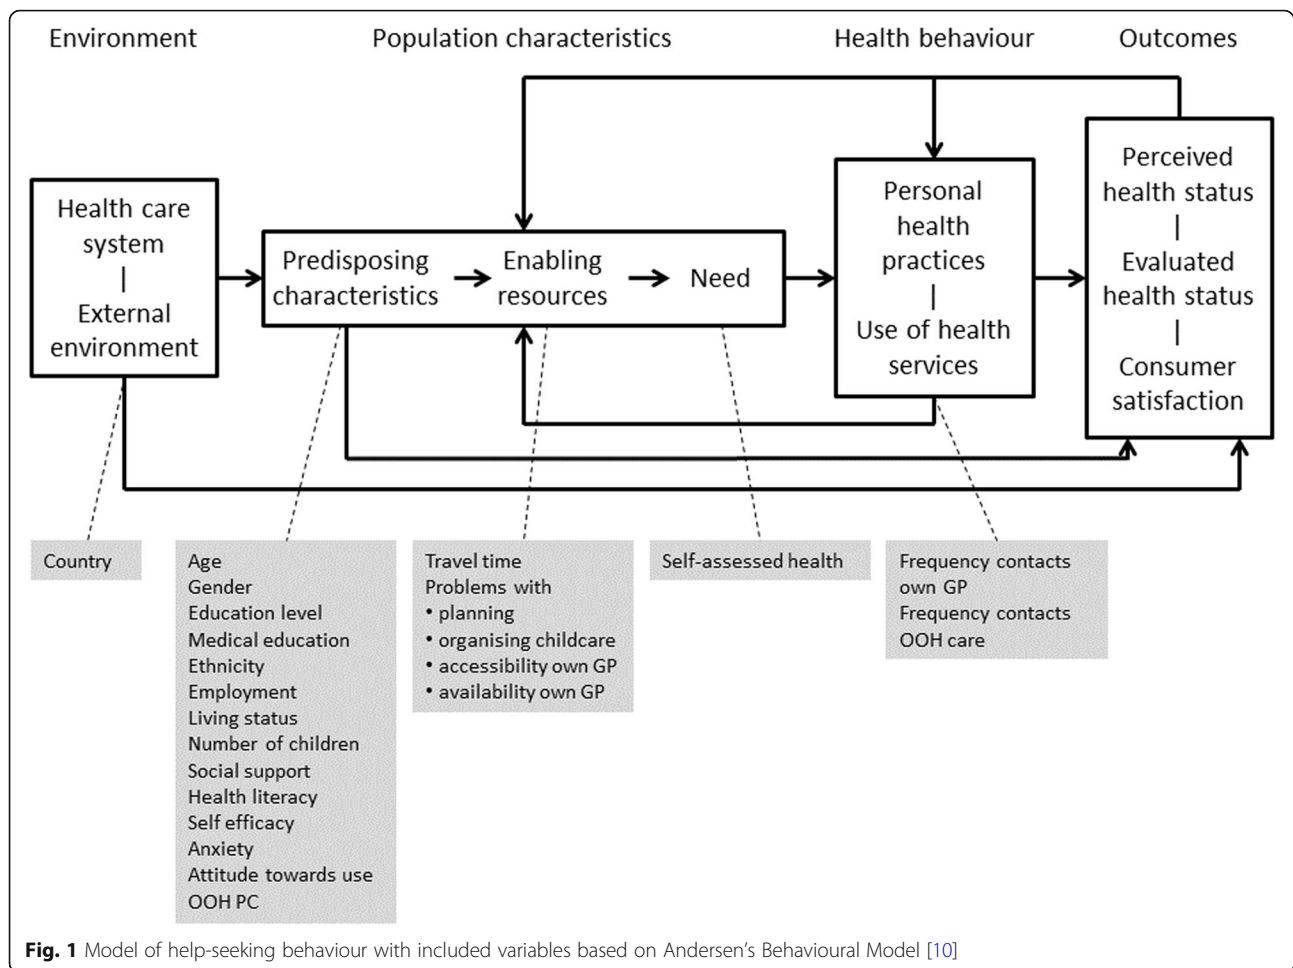 Environment
Population characteristics
Health behaviour
Outcomes
Health care
system
External
environment
Predisposing
characteristics
Enabling
resources
Need
Personal
health
practices
Use of health
services
Perceived
health status
Evaluated
health status
Consumer
satisfaction
Country
Age
Gender
Education level
Medical education
Ethnicity
Employment
Living status
Number of children
Social support
Health literacy
Self efficacy
Anxiety
Attitude towards use
OOH PC
Travel time
Problems with
• planning
• organising childcare
• accessibility own GP
• availability own GP
Self-assessed health
Frequency contacts
own GP
Frequency contacts
OOH care
Fig. 1 Model of help-seeking behaviour with included variables based on Andersen's Behavioural Model [10]